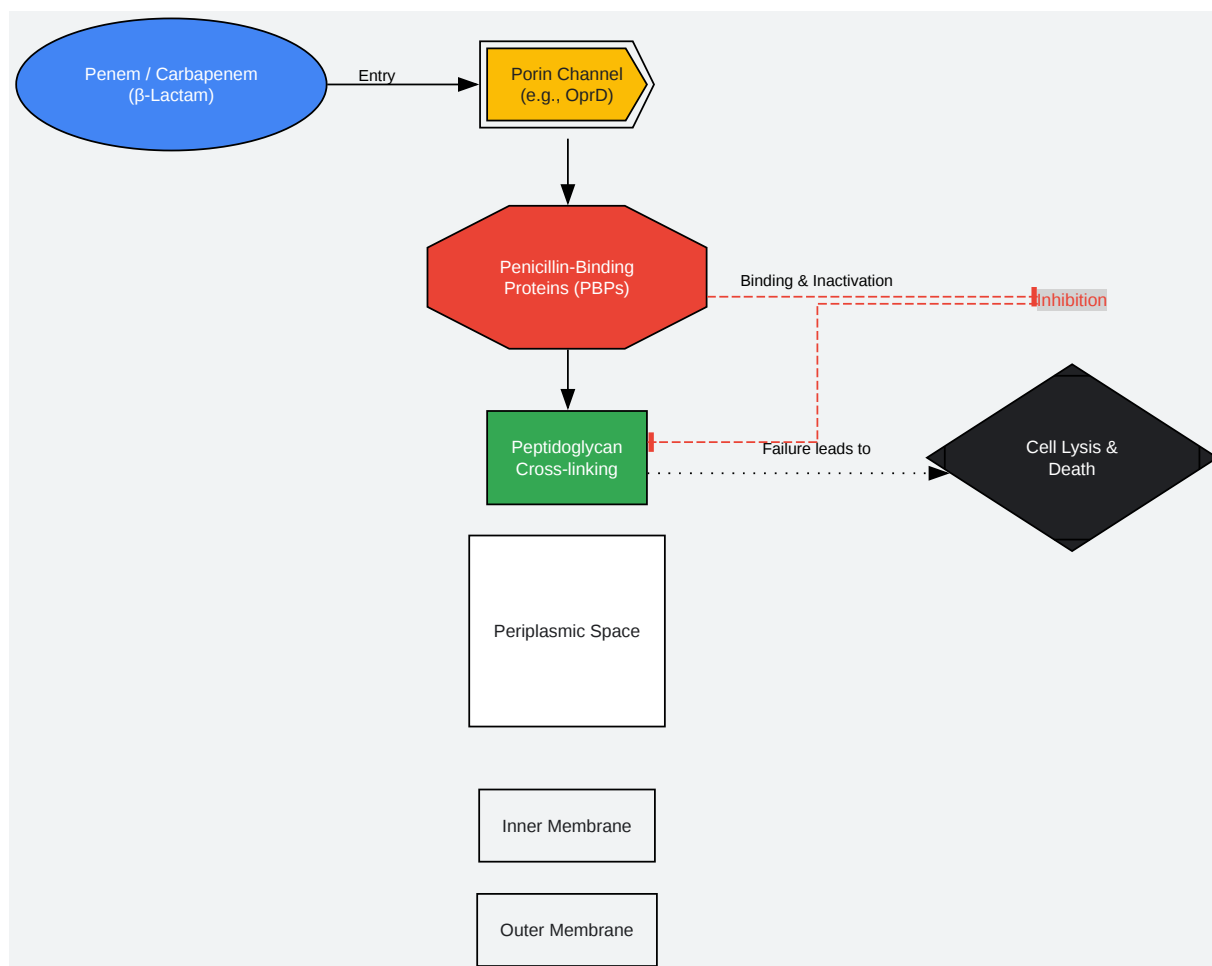 Penem / Carbapenem
(β-Lactam)
Entry
Porin Channel
(e.g., OprD)
Penicillin-Binding
Proteins (PBPs)
Binding & Inactivation
Inhibition
Peptidoglycan
Cross-linking
Failure leads to
Cell Lysis &
Death
Periplasmic Space
Inner Membrane
Outer Membrane